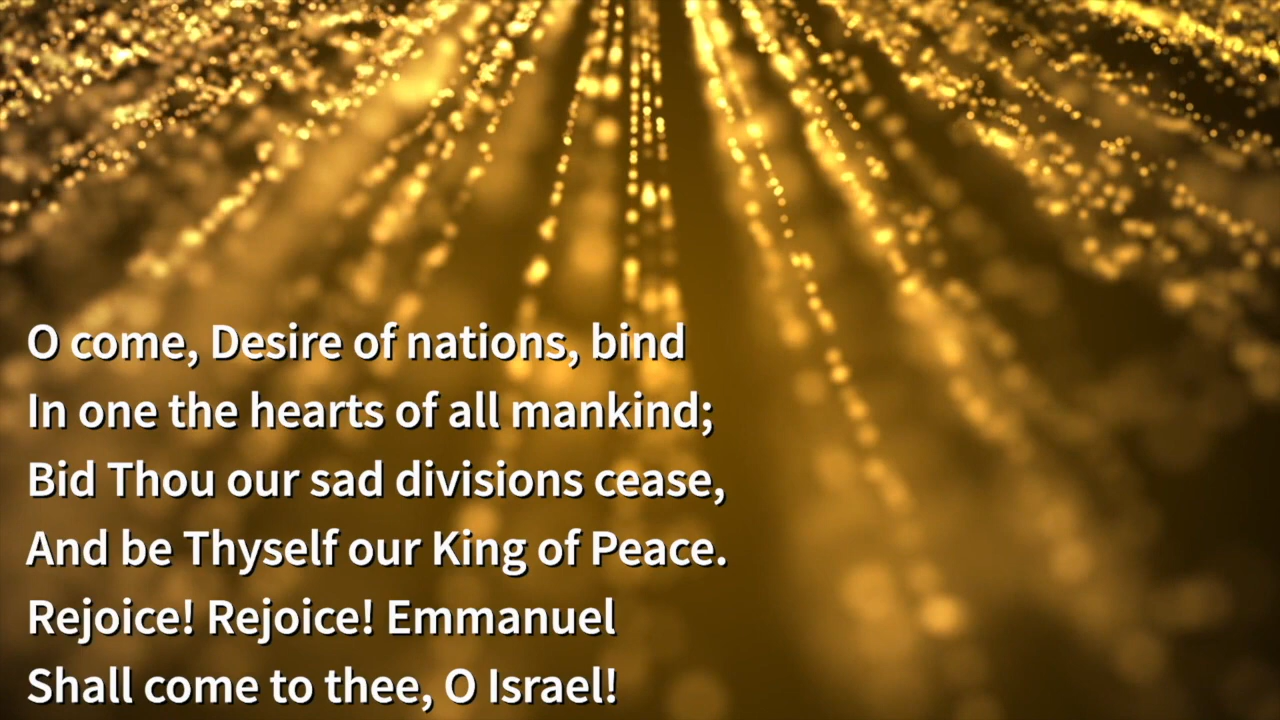 O come, Desire of nations, bind
In one the hearts of all mankind;
Bid Thou our sad divisions cease,
And be Thyself our King of Peace.
Rejoice! Rejoice! Emmanuel
Shall come to thee, O Israel!